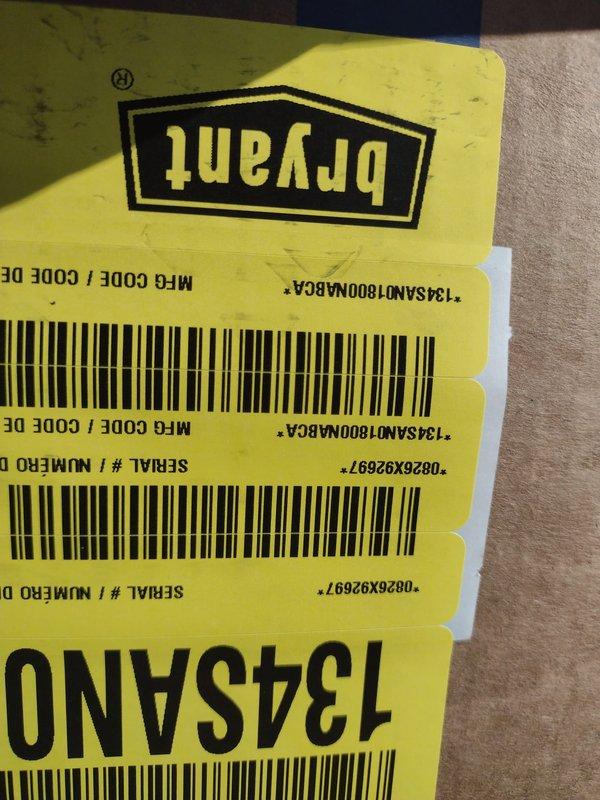 134SAN0
*0826X92697* SERIAL # / NUMÉRO D
*0826X92697* SERIAL # / NUMÉRO D
*134SAN01800NABCA* MFG CODE / CODE DE
*134SAN01800NABCA* MFG CODE / CODE DE
bryant®